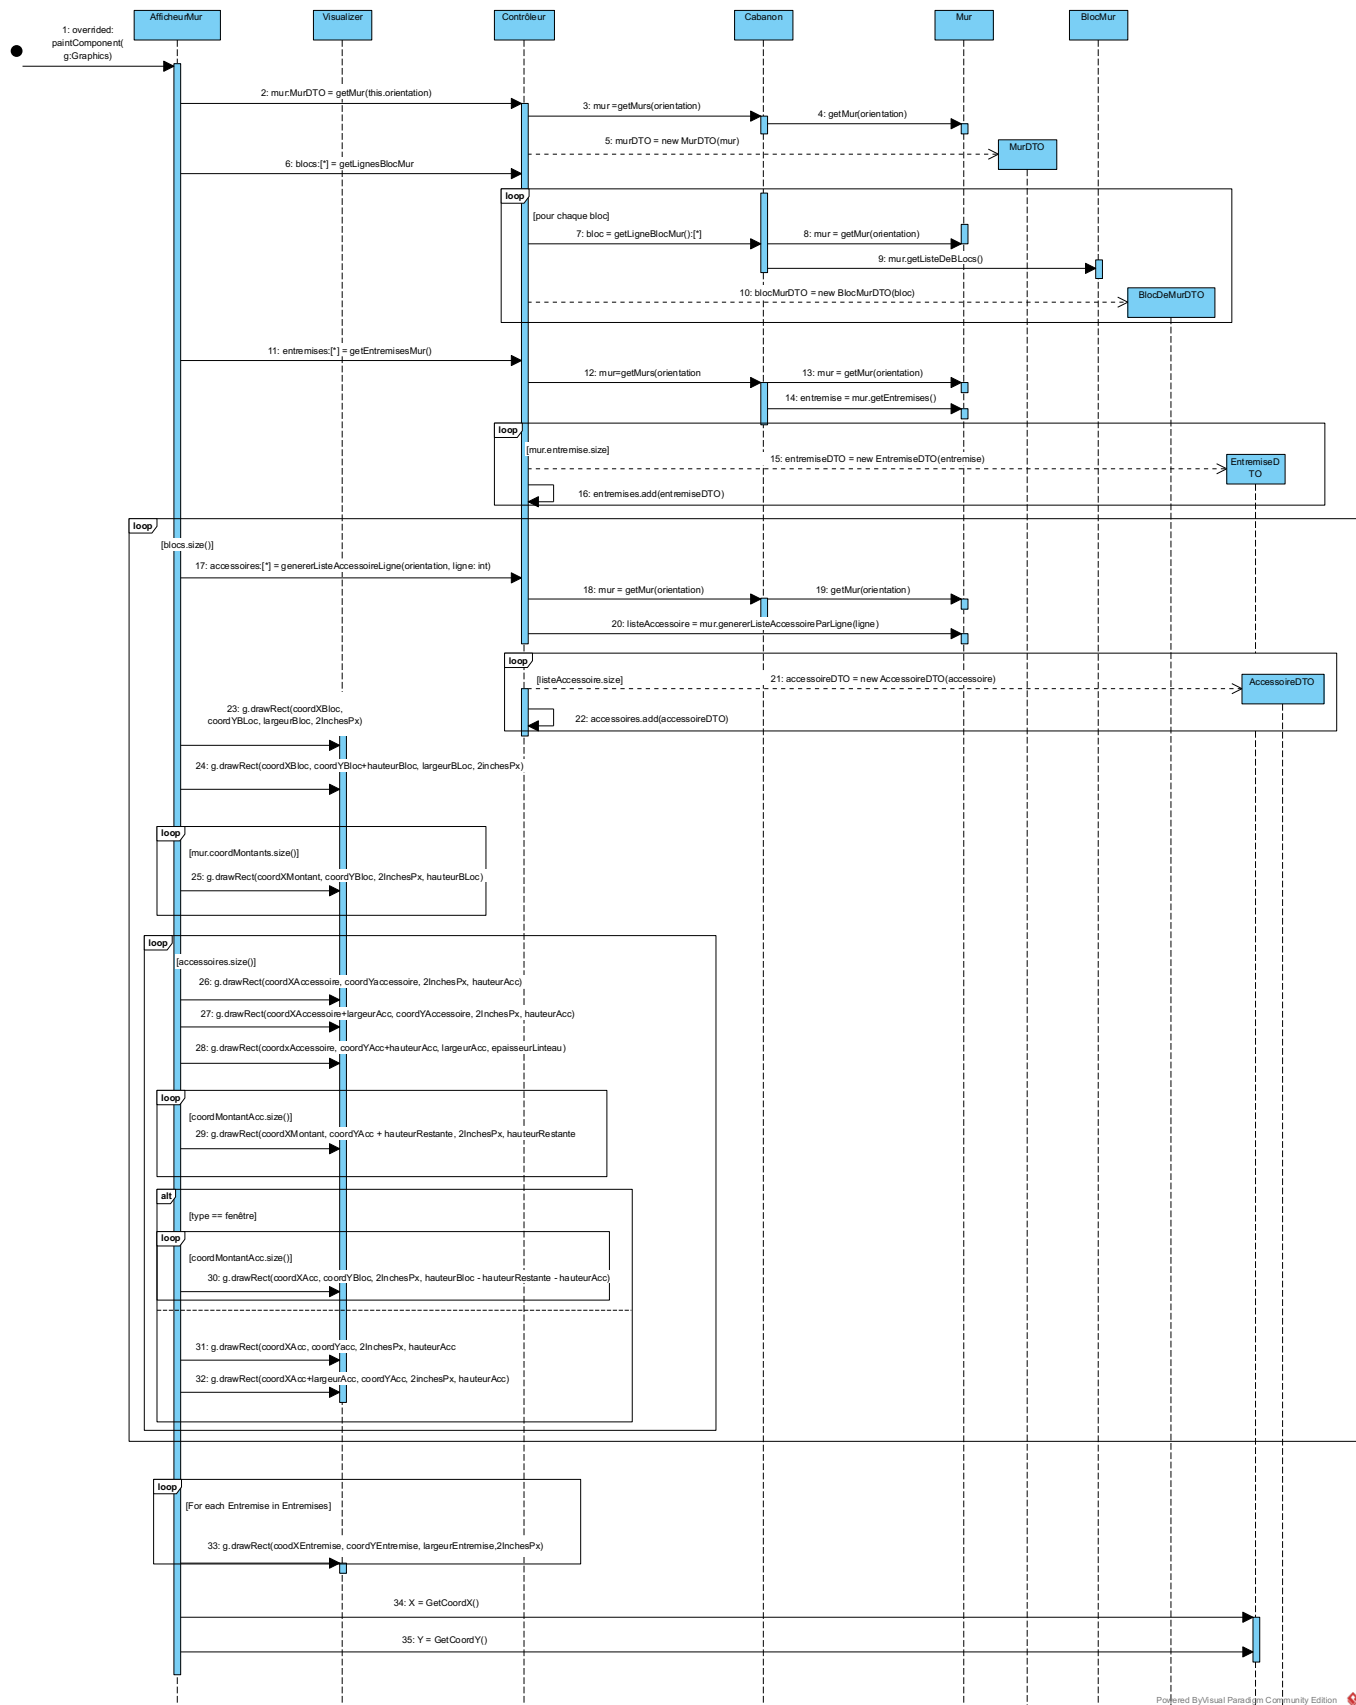 AfficheurMur
Visualizer
Contrôleur
Cabanon
Mur
BlocMur
1: overrided:
paintComponent(
g:Graphics)
2: mur:MurDTO = getMur(this.orientation)
3: mur =getMurs(orientation)
4: getMur(orientation)
5: murDTO = new MurDTO(mur)
MurDTO
6: blocs:[*] = getLignesBlocMur
loop
[pour chaque bloc]
7: bloc = getLigneBlocMur():[*]
8: mur = getMur(orientation)
9: mur.getListeDeBLocs()
10: blocMurDTO = new BlocMurDTO(bloc)
BlocDeMurDTO
11: entremises:[*] = getEntremisesMur()
12: mur=getMurs(orientation
13: mur = getMur(orientation)
14: entremise = mur.getEntremises()
loop
[mur.entremise.size]
15: entremiseDTO = new EntremiseDTO(entremise)
EntremiseD
TO
16: entremises.add(entremiseDTO)
loop
[blocs.size()]
17: accessoires:[*] = genererListeAccessoireLigne(orientation, ligne: int)
18: mur = getMur(orientation)
19: getMur(orientation)
20: listeAccessoire = mur.genererListeAccessoireParLigne(ligne)
loop
[listeAccessoire.size]
21: accessoireDTO = new AccessoireDTO(accessoire)
AccessoireDTO
22: accessoires.add(accessoireDTO)
23: g.drawRect(coordXBloc,
coordYBLoc, largeurBloc, 2InchesPx)
24: g.drawRect(coordXBloc, coordYBloc+hauteurBloc, largeurBLoc, 2inchesPx)
loop
[mur.coordMontants.size()]
25: g.drawRect(coordXMontant, coordYBloc, 2InchesPx, hauteurBLoc)
loop
[accessoires.size()]
26: g.drawRect(coordXAccessoire, coordYaccessoire, 2InchesPx, hauteurAcc)
27: g.drawRect(coordXAccessoire+largeurAcc, coordYAccessoire, 2InchesPx, hauteurAcc)
28: g.drawRect(coordxAccessoire, coordYAcc+hauteurAcc, largeurAcc, epaisseurLinteau)
loop
[coordMontantAcc.size()]
29: g.drawRect(coordXMontant, coordYAcc + hauteurRestante, 2InchesPx, hauteurRestante
alt
[type == fenêtre]
loop
[coordMontantAcc.size()]
30: g.drawRect(coordXAcc, coordYBloc, 2InchesPx, hauteurBloc - hauteurRestante - hauteurAcc)
31: g.drawRect(coordXAcc, coordYacc, 2InchesPx, hauteurAcc
32: g.drawRect(coordXAcc+largeurAcc, coordYAcc, 2inchesPx, hauteurAcc)
loop
[For each Entremise in Entremises]
33: g.drawRect(coodXEntremise, coordYEntremise, largeurEntremise,2InchesPx)
34: X = GetCoordX()
35: Y = GetCoordY()
Powered ByVisual Paradigm Community Edition